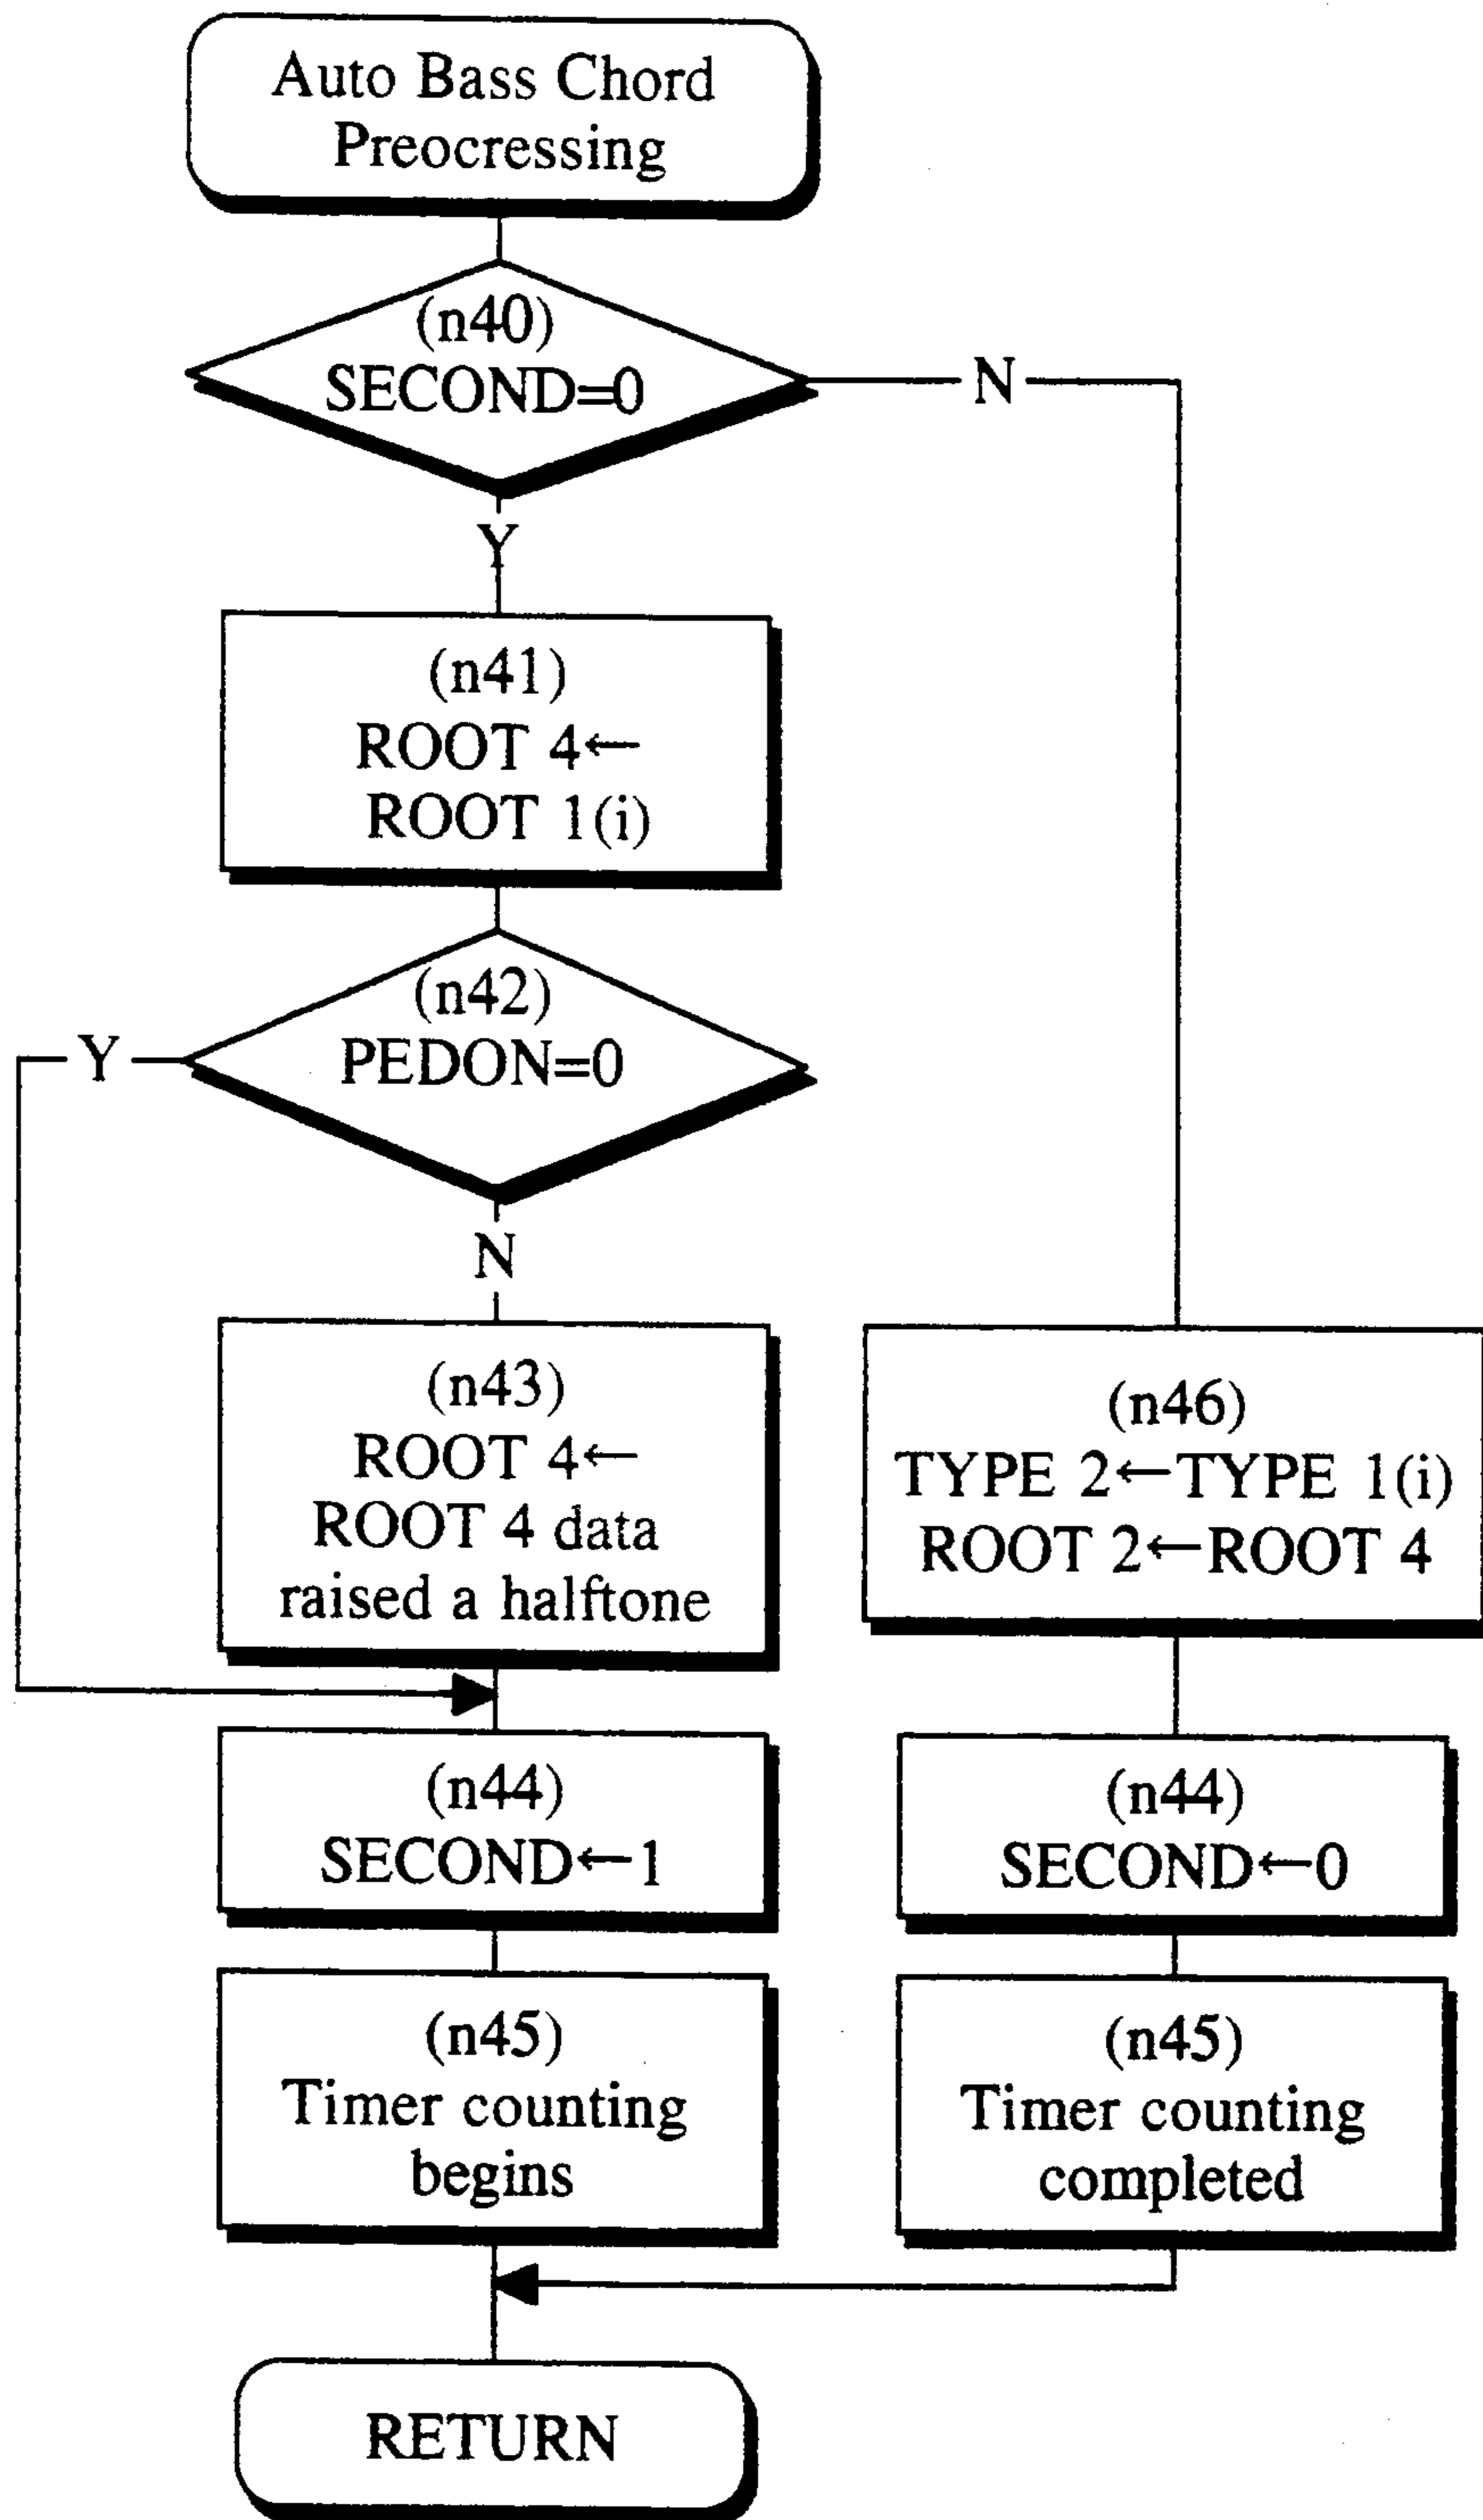 Auto Bass Chord
Preocressing
(n40)
SECOND=0
N
Y
(n41)
ROOT 4←
ROOT 1(i)
(n42)
PEDON=0
Y
N
(n43)
ROOT 4←
ROOT 4 data
raised a halftone
(n46)
TYPE 2←TYPE 1(i)
ROOT 2←ROOT 4
(n44)
SECOND←1
(n44)
SECOND←0
(n45)
Timer counting
begins
(n45)
Timer counting
completed
RETURN